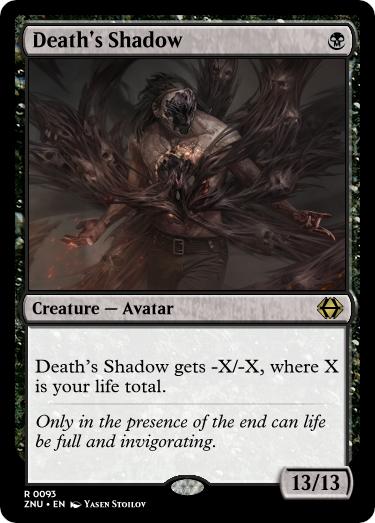 Death's Shadow
Creature — Avatar
Death's Shadow gets -X/-X, where X
is your life total.
Only in the presence of the end can life
be full and invigorating.
13/13
R 0093
ZNU • EN Yasen Stoilov